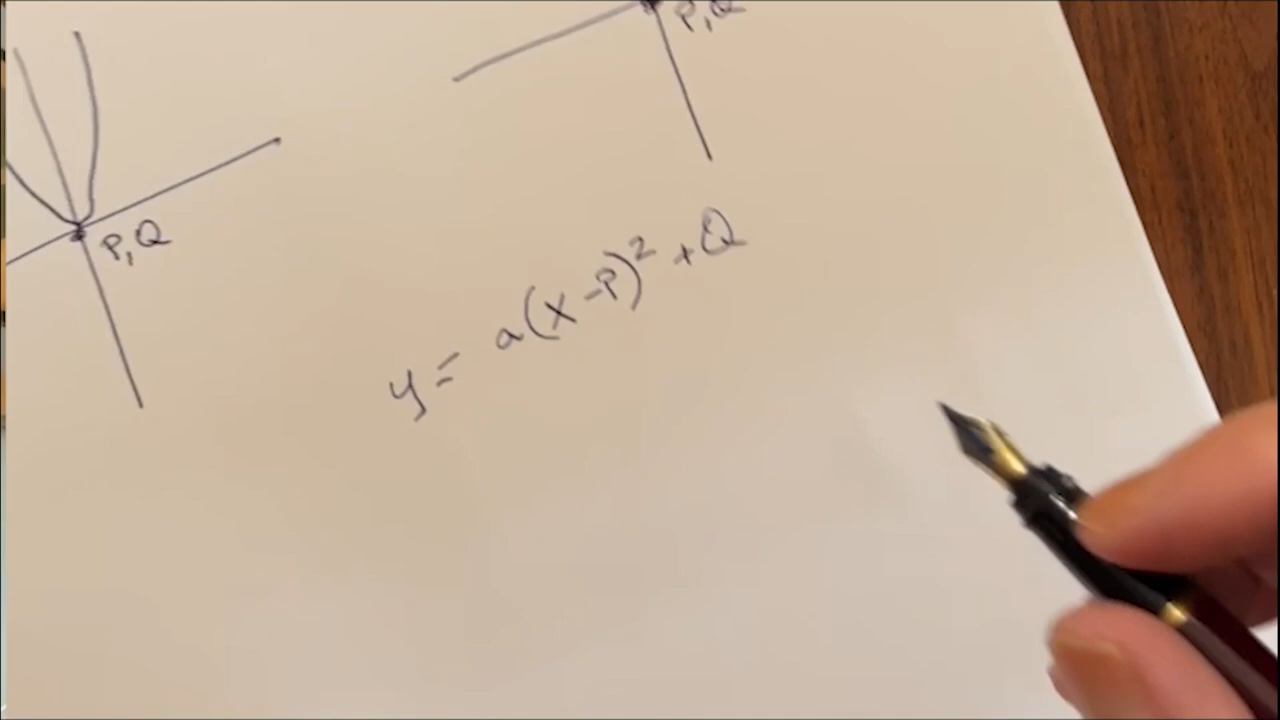 P,Q
P,Q
y = a(x-P)² + Q